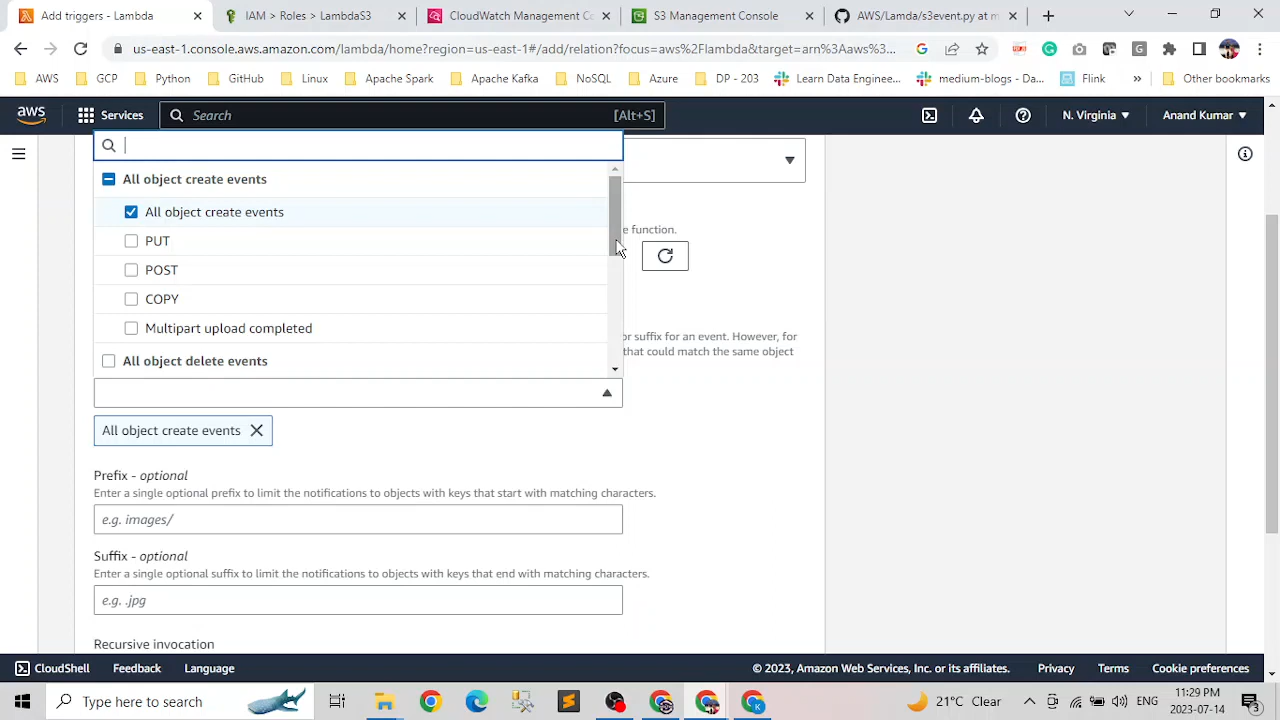 Add triggers | Lambda
IAM > Roles > LambdaS3
CloudWatch Management Co
S3 Management Console
AWS/Lambda/s3event.py at m
us-east-1.console.aws.amazon.com/lambda/home?region=us-east-1#/add/relation?focus=aws%2Flambda&target=arn%3Aaws%3...
AWS
GCP
Python
GitHub
Linux
Apache Spark
Apache Kafka
NoSQL
Azure
DP - 203
Learn Data Engineer...
medium-blogs - Da...
Flink
»
Other bookmarks
aws
Services
Search
[Alt+S]
N. Virginia
Anand Kumar
All object create events
All object create events
e function.
PUT
POST
COPY
Multipart upload completed
or suffix for an event. However, for
that could match the same object
All object delete events
All object create events
Prefix - optional
Enter a single optional prefix to limit the notifications to objects with keys that start with matching characters.
e.g. images/
Suffix - optional
Enter a single optional suffix to limit the notifications to objects with keys that end with matching characters.
e.g. .jpg
Recursive invocation
CloudShell
Feedback
Language
© 2023, Amazon Web Services, Inc. or its affiliates.
Privacy
Terms
Cookie preferences
Type here to search
21°C Clear
ENG
11:29 PM
2023-07-14
3